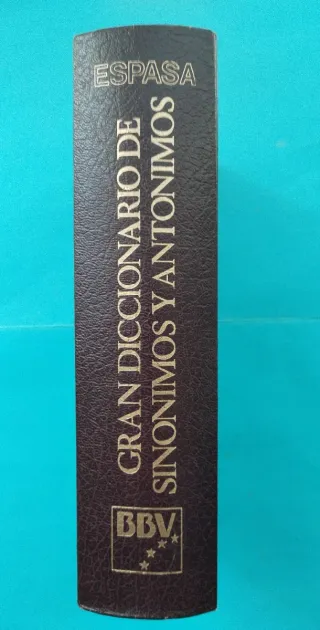 ESPASA
GRAN DICCIONARIO DE
SINONIMOS Y ANTONIMOS
BBV